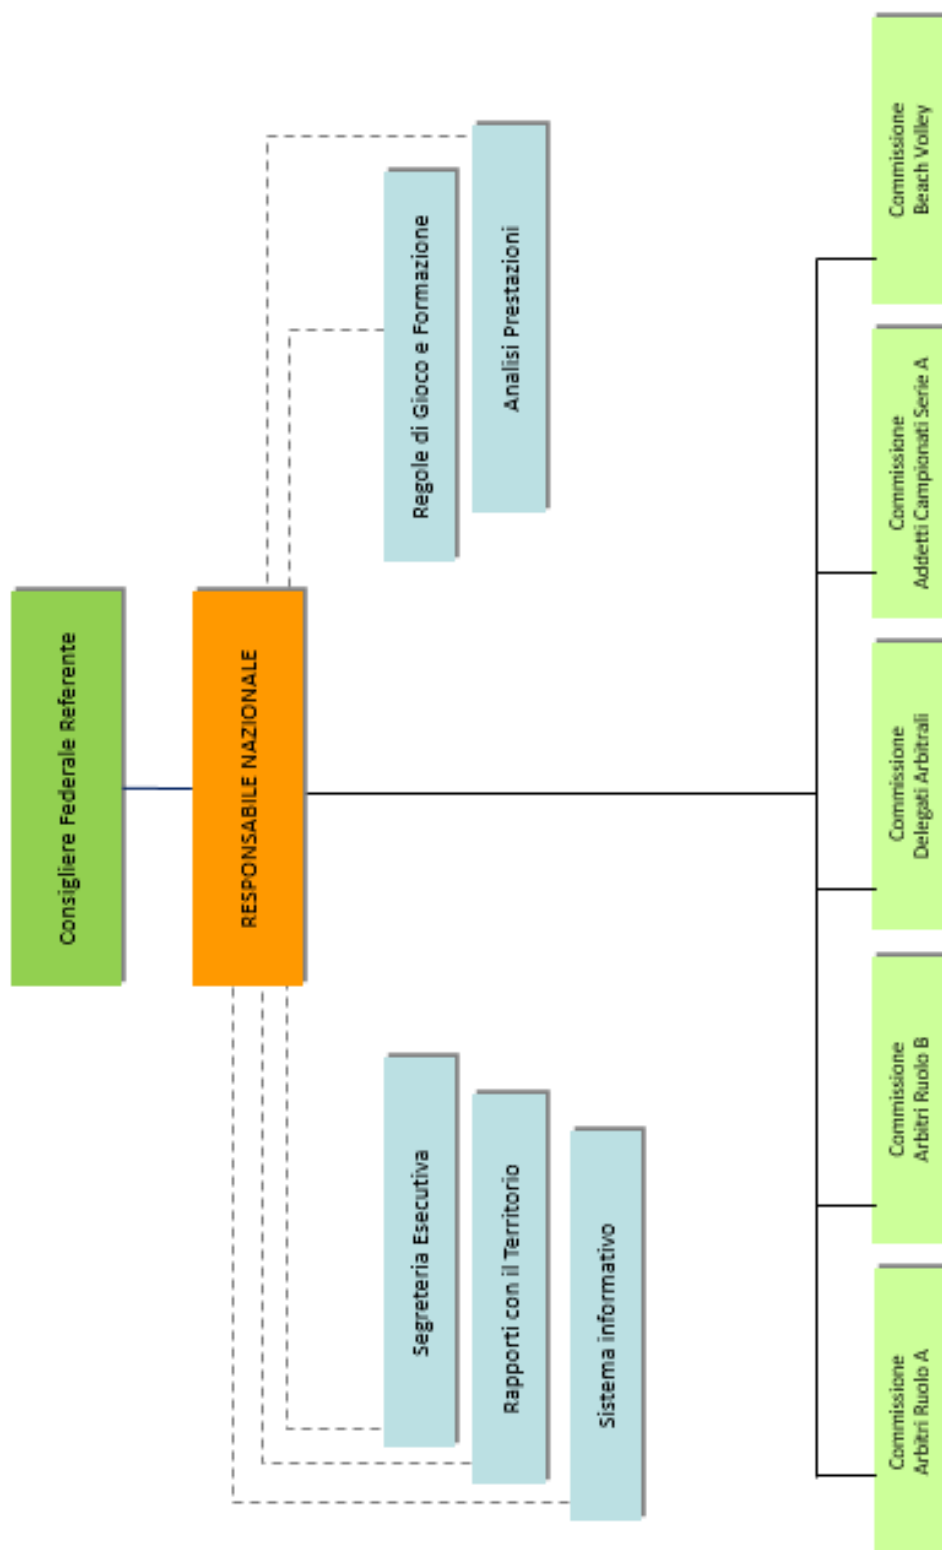 Consigliere Federale Referente
RESPONSABILE NAZIONALE
Segreteria Esecutiva
Rapporti con il Territorio
Sistema informativo
Regole di Gioco e Formazione
Analisi Prestazioni
Commissione
Arbitri Ruolo A
Commissione
Arbitri Ruolo B
Commissione
Delegati Arbitrali
Commissione
Addetti Campionati Serie A
Commissione
Beach Volley